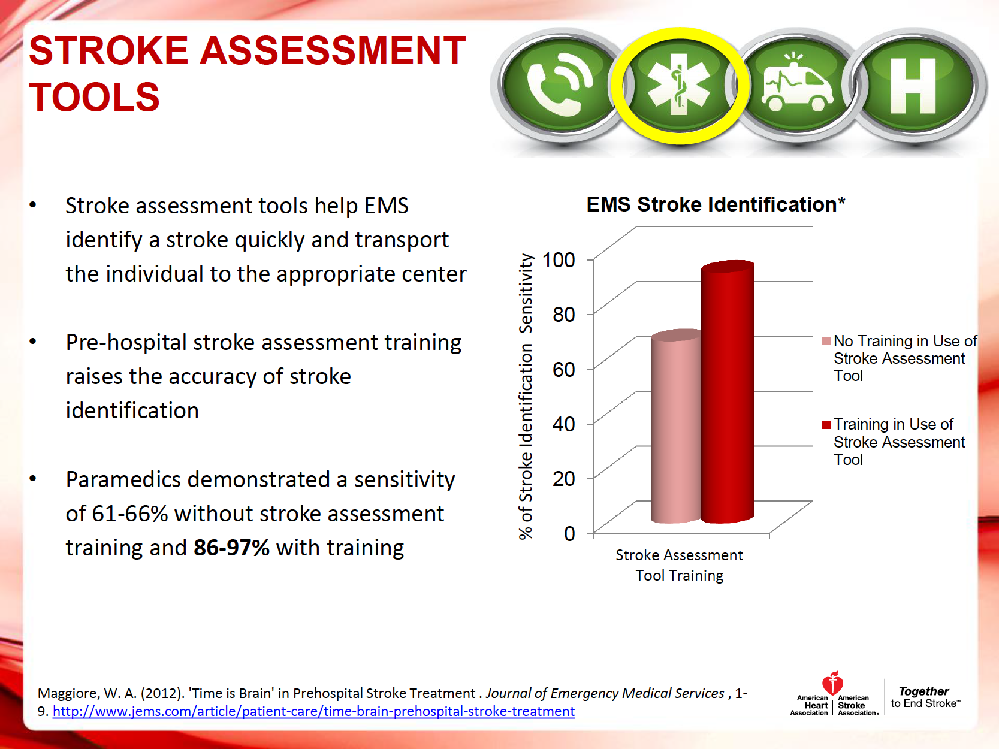 STROKE ASSESSMENT
TOOLS
H
• Stroke assessment tools help EMS
identify a stroke quickly and transport
the individual to the appropriate center
• Pre-hospital stroke assessment training
raises the accuracy of stroke
identification
• Paramedics demonstrated a sensitivity
of 61-66% without stroke assessment
training and 86-97% with training
EMS Stroke Identification*
% of Stroke Identification Sensitivity
100
80
60
40
20
0
Stroke Assessment
Tool Training
No Training in Use of
Stroke Assessment
Tool
Training in Use of
Stroke Assessment
Tool
Maggiore, W. A. (2012). 'Time is Brain' in Prehospital Stroke Treatment . Journal of Emergency Medical Services , 1-
9. http://www.jems.com/article/patient-care/time-brain-prehospital-stroke-treatment
American
Heart
Association
American
Stroke
Association®
Together
to End Stroke™